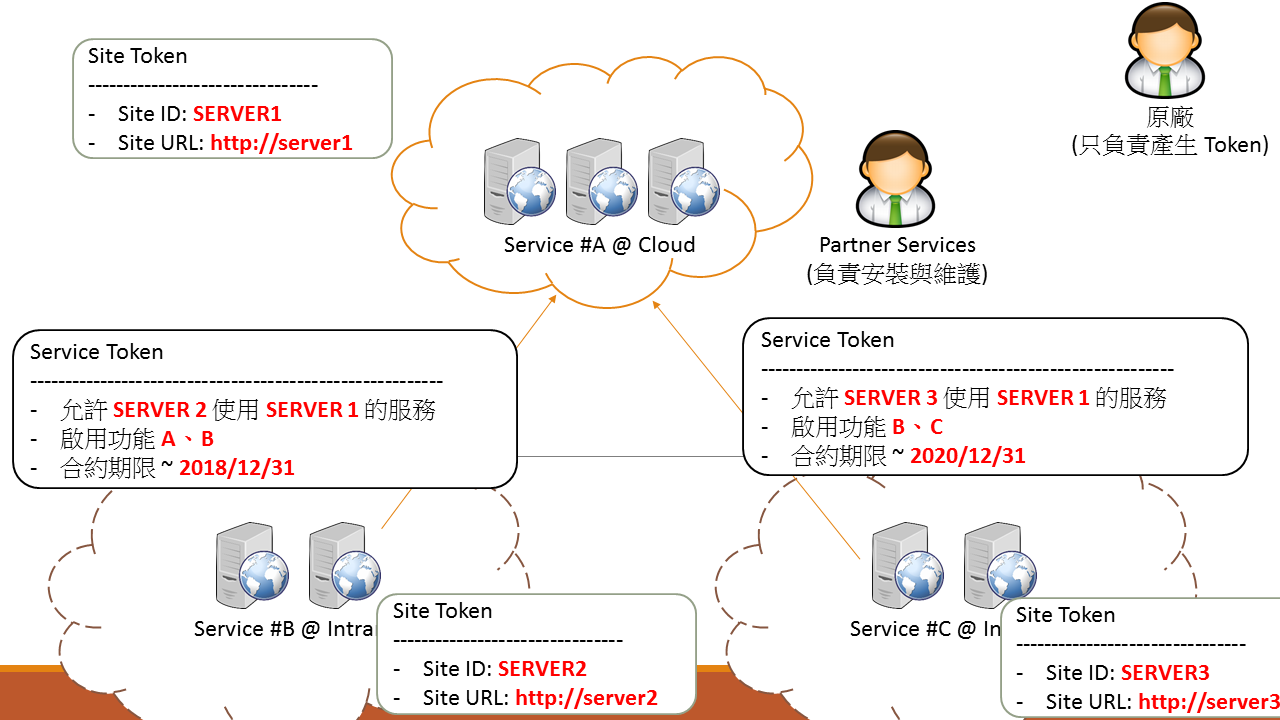 Site Token
---------------------------------
- Site ID: SERVER1
- Site URL: http://server1
原廠
(只負責產生 Token)
Service #A @ Cloud
Partner Services
(負責安裝與維護)
Service Token
-----------------------------------------------------------
- 允許 SERVER 2 使用 SERVER 1 的服務
- 啟用功能 A、B
- 合約期限 ~ 2018/12/31
Service Token
-----------------------------------------------------------
- 允許 SERVER 3 使用 SERVER 1 的服務
- 啟用功能 B、C
- 合約期限 ~ 2020/12/31
Service #B @ Intra
Site Token
---------------------------------
- Site ID: SERVER2
- Site URL: http://server2
Service #C @ In
Site Token
---------------------------------
- Site ID: SERVER3
- Site URL: http://server3